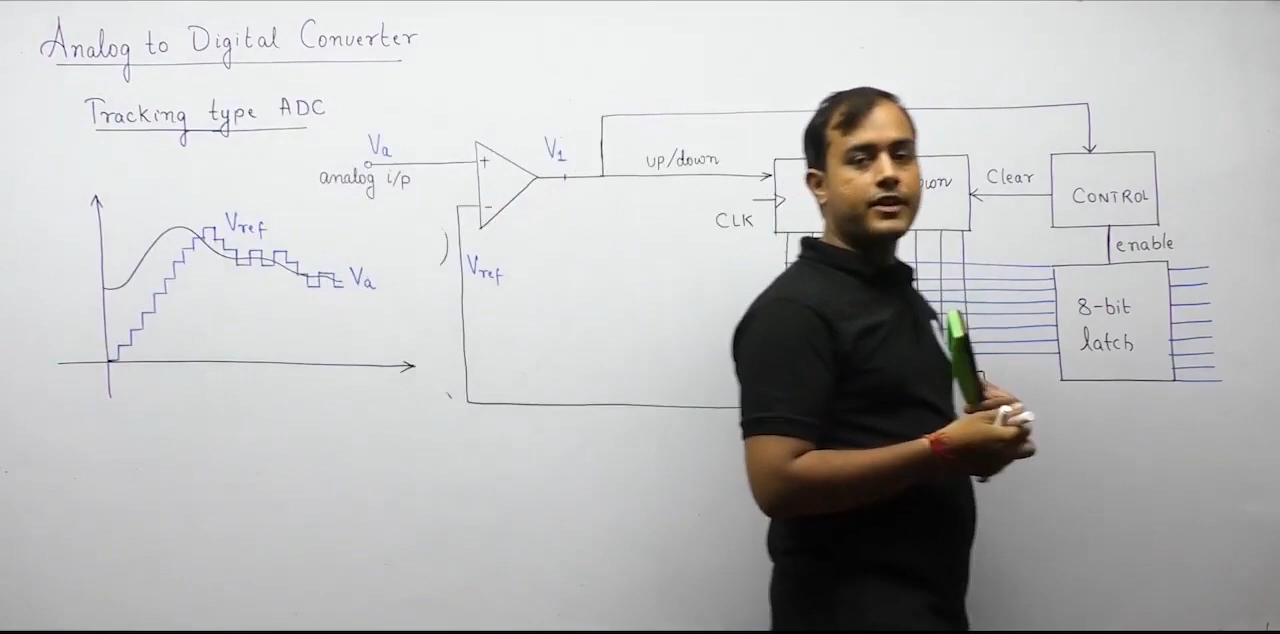 Analog to Digital Converter
Tracking type ADC
Va
analog i/p
+
-
V1
up/down
CLK
Clear
CONTROL
enable
8-bit
latch
Vref
Va
Vref